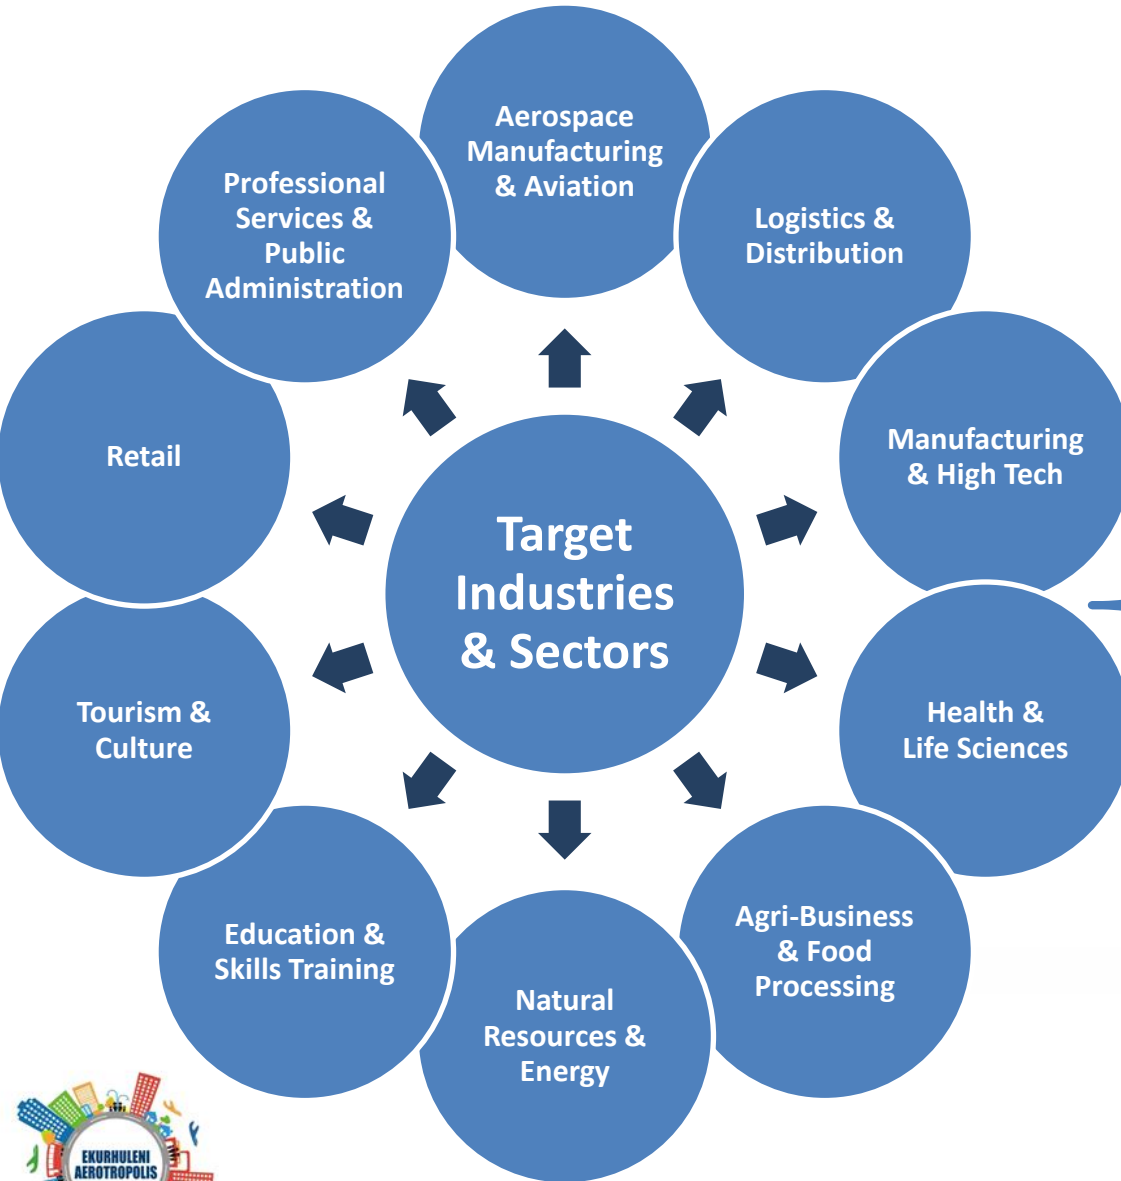 Aerospace
Manufacturing
& Aviation
Logistics &
Distribution
Manufacturing
& High Tech
Health &
Life Sciences
Agri-Business
& Food
Processing
Natural
Resources &
Energy
Education &
Skills Training
Tourism &
Culture
Retail
Professional
Services &
Public
Administration
Target
Industries
& Sectors
EKURHULENI
AEROTROPOLIS